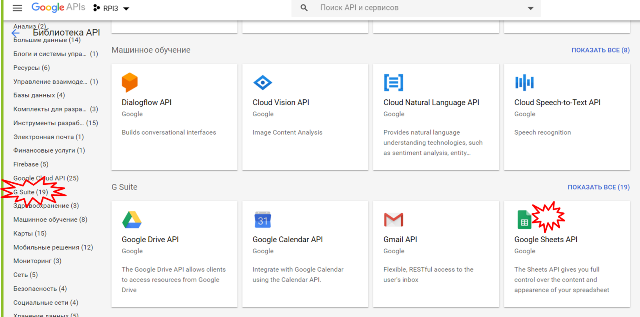 Google APIs RPI3 Поиск API и сервисов
Библиотека API
Анализ (2)
Большие данные (14)
Блоги и системы упра... (1)
Ресурсы (6)
Управление взаимоде... (1)
Базы данных (4)
Комплекты для разра... (3)
Инструменты разраб... (15)
Электронная почта (1)
Финансовые услуги (1)
Firebase (5)
Google Cloud API (25)
G Suite (19)
Здравоохранение (3)
Машинное обучение (8)
Карты (15)
Мобильные решения (12)
Мониторинг (3)
Сеть (5)
Безопасность (4)
Социальные сети (4)
Хранение данных (5)
Машинное обучение ПОКАЗАТЬ ВСЕ (8)
Dialogflow API
Google
Builds conversational interfaces
Cloud Vision API
Google
Image Content Analysis
Cloud Natural Language API
Google
Provides natural language
understanding technologies, such
as sentiment analysis, entity...
Cloud Speech-to-Text API
Google
Speech recognition
G Suite ПОКАЗАТЬ ВСЕ (19)
Google Drive API
Google
The Google Drive API allows clients
to access resources from Google
Drive
31
Google Calendar API
Google
Integrate with Google Calendar
using the Calendar API.
Gmail API
Google
Flexible, RESTful access to the
user's inbox
Google Sheets API
Google
The Sheets API gives you full
control over the content and
appearance of your spreadsheet